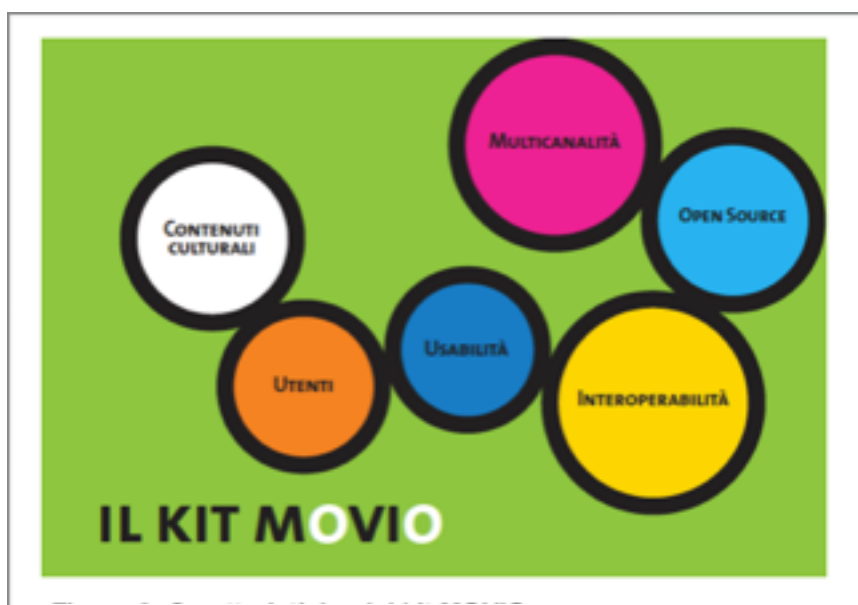 MULTICANALITÀ
OPEN SOURCE
CONTENUTI
CULTURALI
USABILITÀ
UTENTI
INTEROPERABILITÀ
IL KIT MOVIO